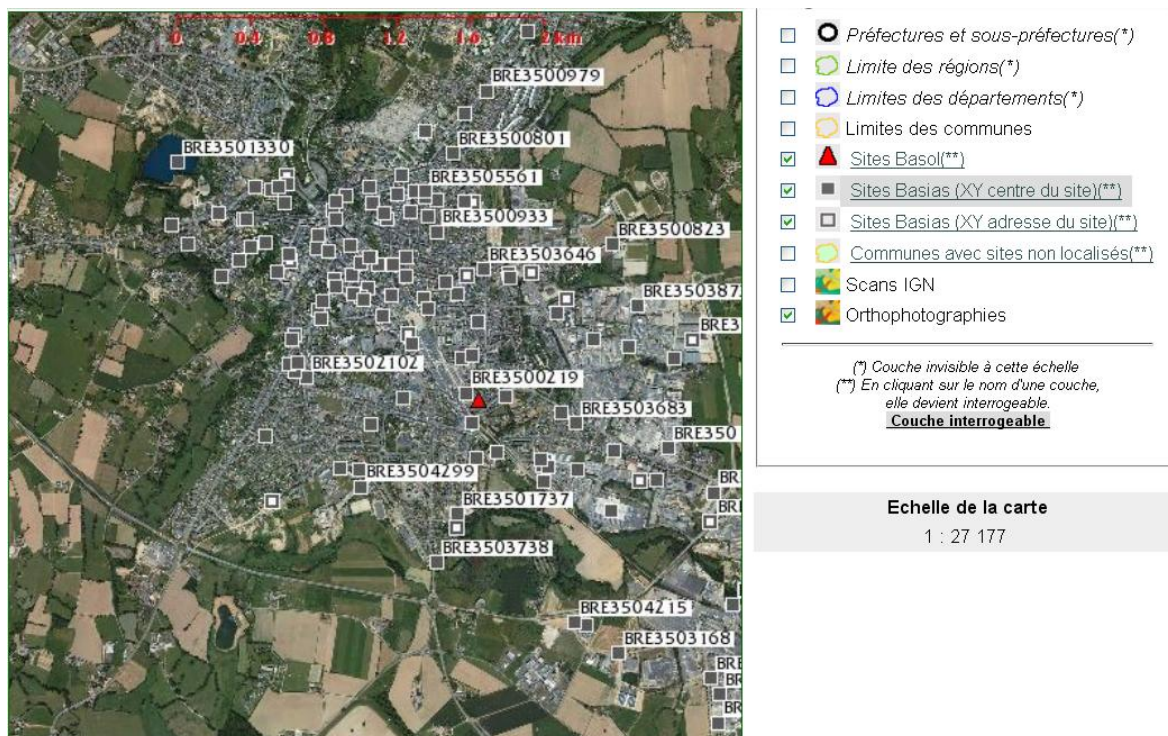 0 0.4 0.8 1.2 1.6 2 km
BRE3500979
BRE3501330
BRE3500801
BRE3505561
BRE3500933
BRE3500823
BRE3503646
BRE350387
BRE3
BRE3502102
BRE3500219
BRE3503683
BRE350
BRE3504299
BRE3501737
BRE3503738
BRE3504215
BRE3503168
Préfectures et sous-préfectures(*)
Limite des régions(*)
Limites des départements(*)
Limites des communes
Sites Basol(**)
Sites Basias (XY centre du site)(**)
Sites Basias (XY adresse du site)(**)
Communes avec sites non localisés(**)
Scans IGN
Orthophotographies
(*) Couche invisible à cette échelle
(**) En cliquant sur le nom d'une couche,
elle devient interrogeable.
Couche interrogeable
Echelle de la carte
1 : 27 177